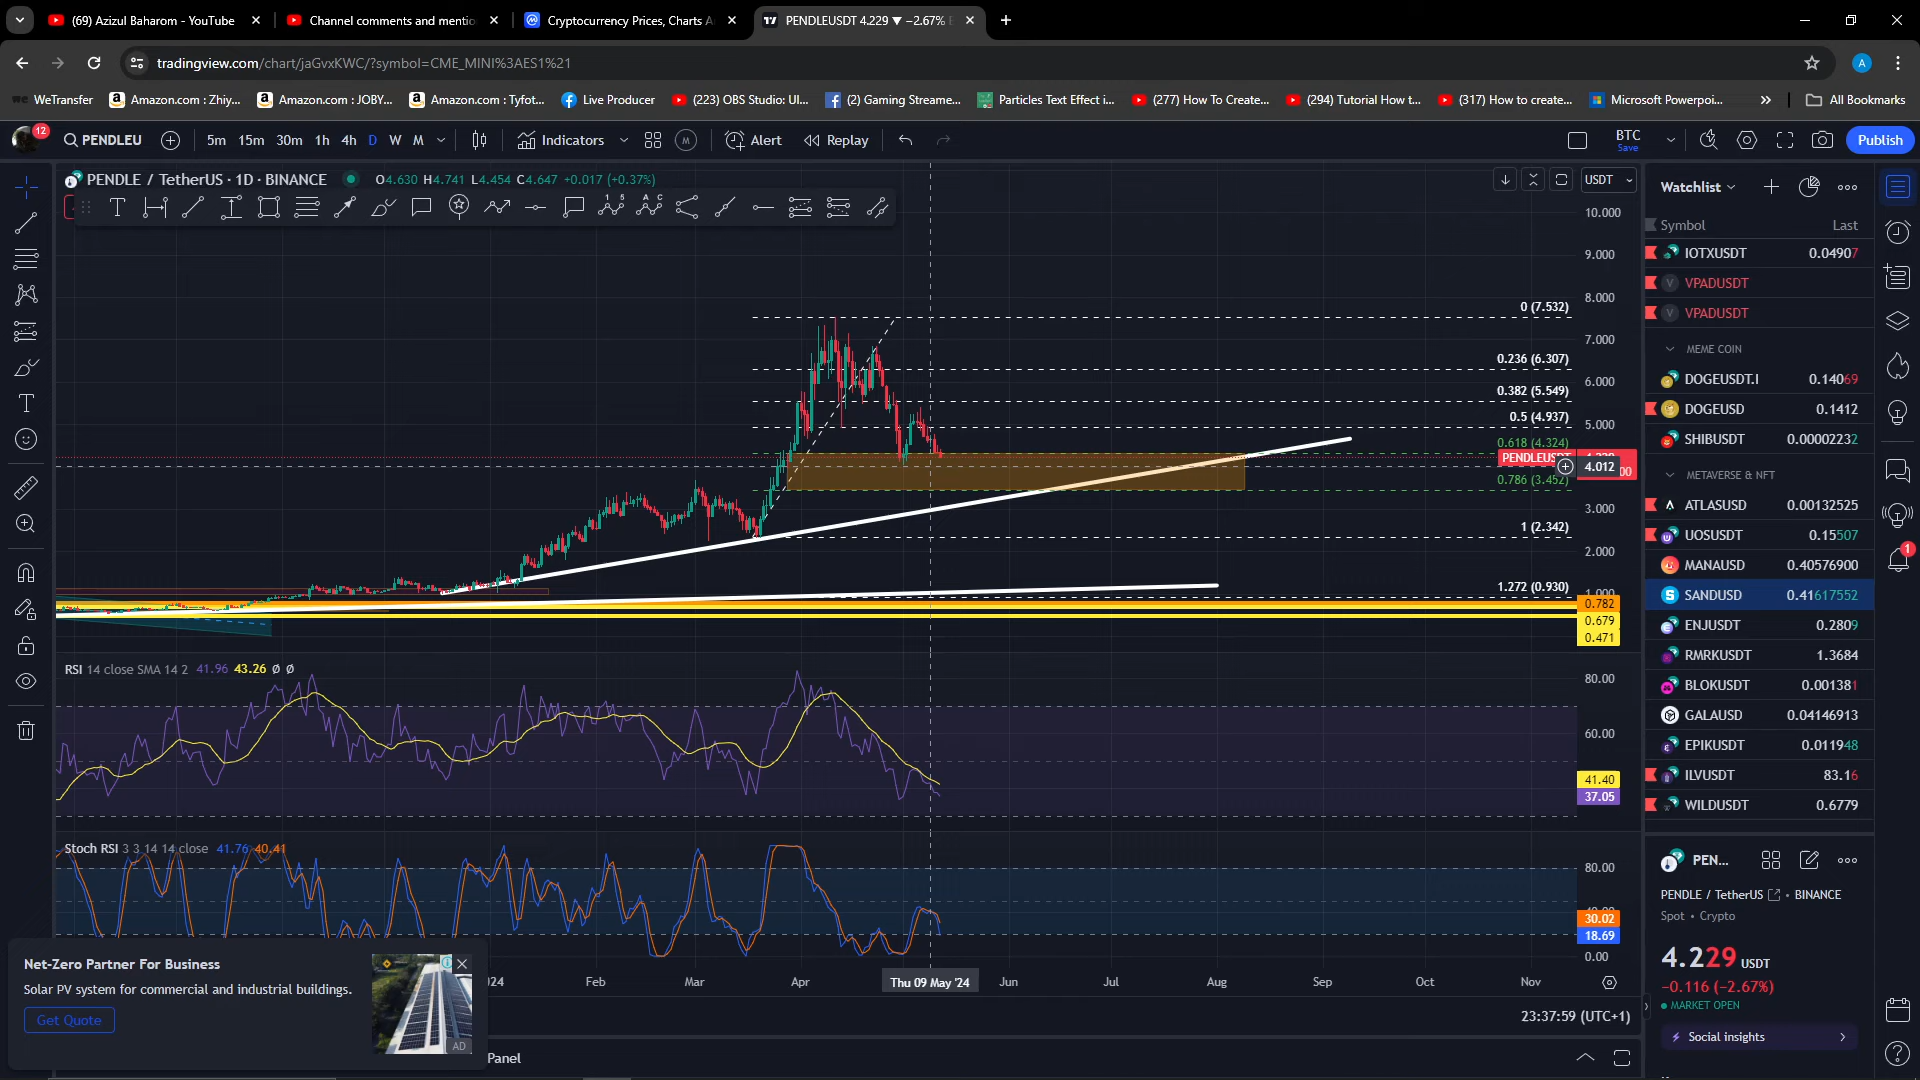 (69) Azizul Baharom - YouTube
Channel comments and mentio
Cryptocurrency Prices, Charts A
PENDLEUSDT 4.229 ▼ −2.67%
tradingview.com/chart/jaGvxKWC/?symbol=CME_MINI%3AES1%21
A
WeTransfer
Amazon.com : Zhiy...
Amazon.com : JOBY...
Amazon.com : Tyfot...
Live Producer
(223) OBS Studio: Ul...
(2) Gaming Streame...
Particles Text Effect i...
(277) How To Create...
(294) Tutorial How t...
(317) How to create...
Microsoft Powerpoi...
All Bookmarks
12
PENDLEU
5m 15m 30m 1h 4h D W M
Indicators
M
Alert
Replay
BTC
Save
Publish
PENDLE / TetherUS · 1D · BINANCE
O4.630 H4.741 L4.454 C4.647 +0.017 (+0.37%)
USDT
10.000
9.000
8.000
7.000
6.000
5.000
3.000
2.000
0 (7.532)
0.236 (6.307)
0.382 (5.549)
0.5 (4.937)
0.618 (4.324)
PENDLEUSDT
4.012
0.786 (3.452)
1 (2.342)
1.272 (0.930)
0.782
0.679
0.471
RSI 14 close SMA 14 2 41.96 43.26 Ø Ø
80.00
60.00
41.40
37.05
Stoch RSI 3 3 14 14 close 41.76 40.41
80.00
30.02
18.69
0.00
24
Feb
Mar
Apr
Thu 09 May '24
Jun
Jul
Aug
Sep
Oct
Nov
23:37:59 (UTC+1)
Panel
Net-Zero Partner For Business
Solar PV system for commercial and industrial buildings.
Get Quote
AD
Watchlist
Symbol Last
IOTXUSDT 0.04907
VPADUSDT
VPADUSDT
MEME COIN
DOGEUSDT.I 0.14069
DOGEUSD 0.1412
SHIBUSDT 0.00002232
METAVERSE & NFT
ATLASUSD 0.00132525
UOSUSDT 0.15507
MANAUSD 0.40576900
SANDUSD 0.41617552
ENJUSDT 0.2809
RMRKUSDT 1.3684
BLOKUSDT 0.001381
GALAUSD 0.04146913
EPIKUSDT 0.011948
ILVUSDT 83.16
WILDUSDT 0.6779
PEN...
PENDLE / TetherUS • BINANCE
Spot • Crypto
4.229 USDT
−0.116 (−2.67%)
MARKET OPEN
Social insights
1